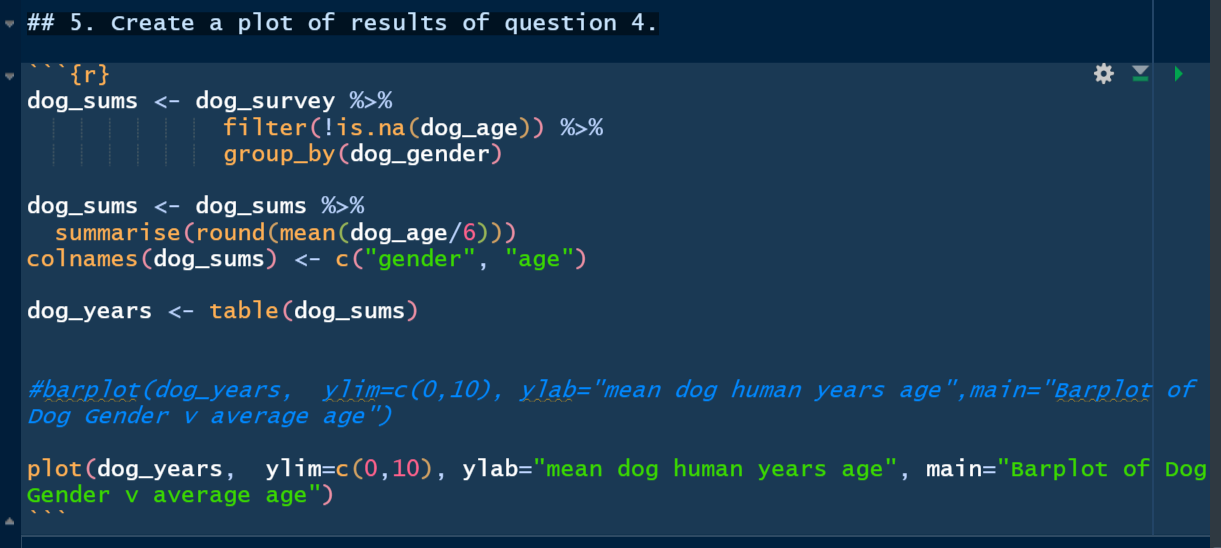 ## 5. Create a plot of results of question 4.
```{r}
dog_sums <- dog_survey %>%
filter(!is.na(dog_age)) %>%
group_by(dog_gender)
dog_sums <- dog_sums %>%
summarise(round(mean(dog_age/6)))
colnames(dog_sums) <- c("gender", "age")
dog_years <- table(dog_sums)
#barplot(dog_years,  ylim=c(0,10), ylab="mean dog human years age",main="Barplot of
Dog Gender v average age")
plot(dog_years,  ylim=c(0,10), ylab="mean dog human years age", main="Barplot of Dog
Gender v average age")
```